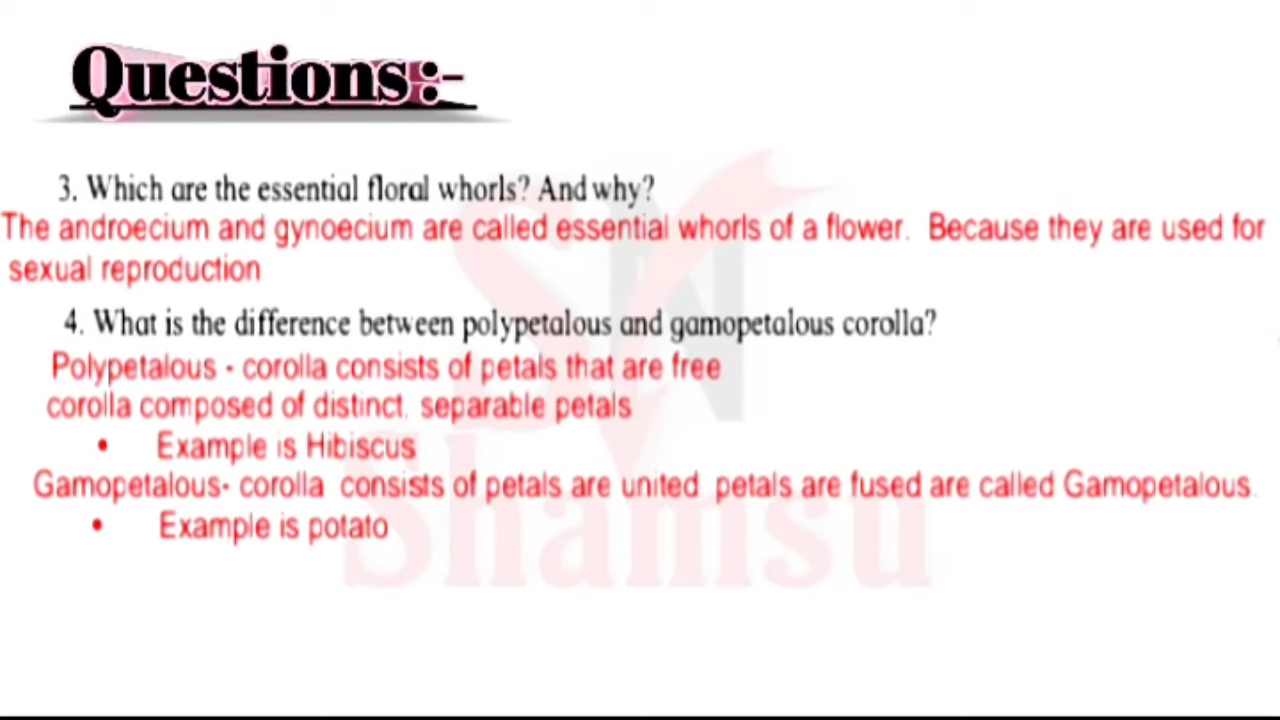 Questions:-
3. Which are the essential floral whorls? And why?
The androecium and gynoecium are called essential whorls of a flower. Because they are used for
sexual reproduction
4. What is the difference between polypetalous and gamopetalous corolla?
Polypetalous - corolla consists of petals that are free
corolla composed of distinct, separable petals
• Example is Hibiscus
Gamopetalous- corolla consists of petals are united petals are fused are called Gamopetalous.
• Example is potato
SN
Shamsu